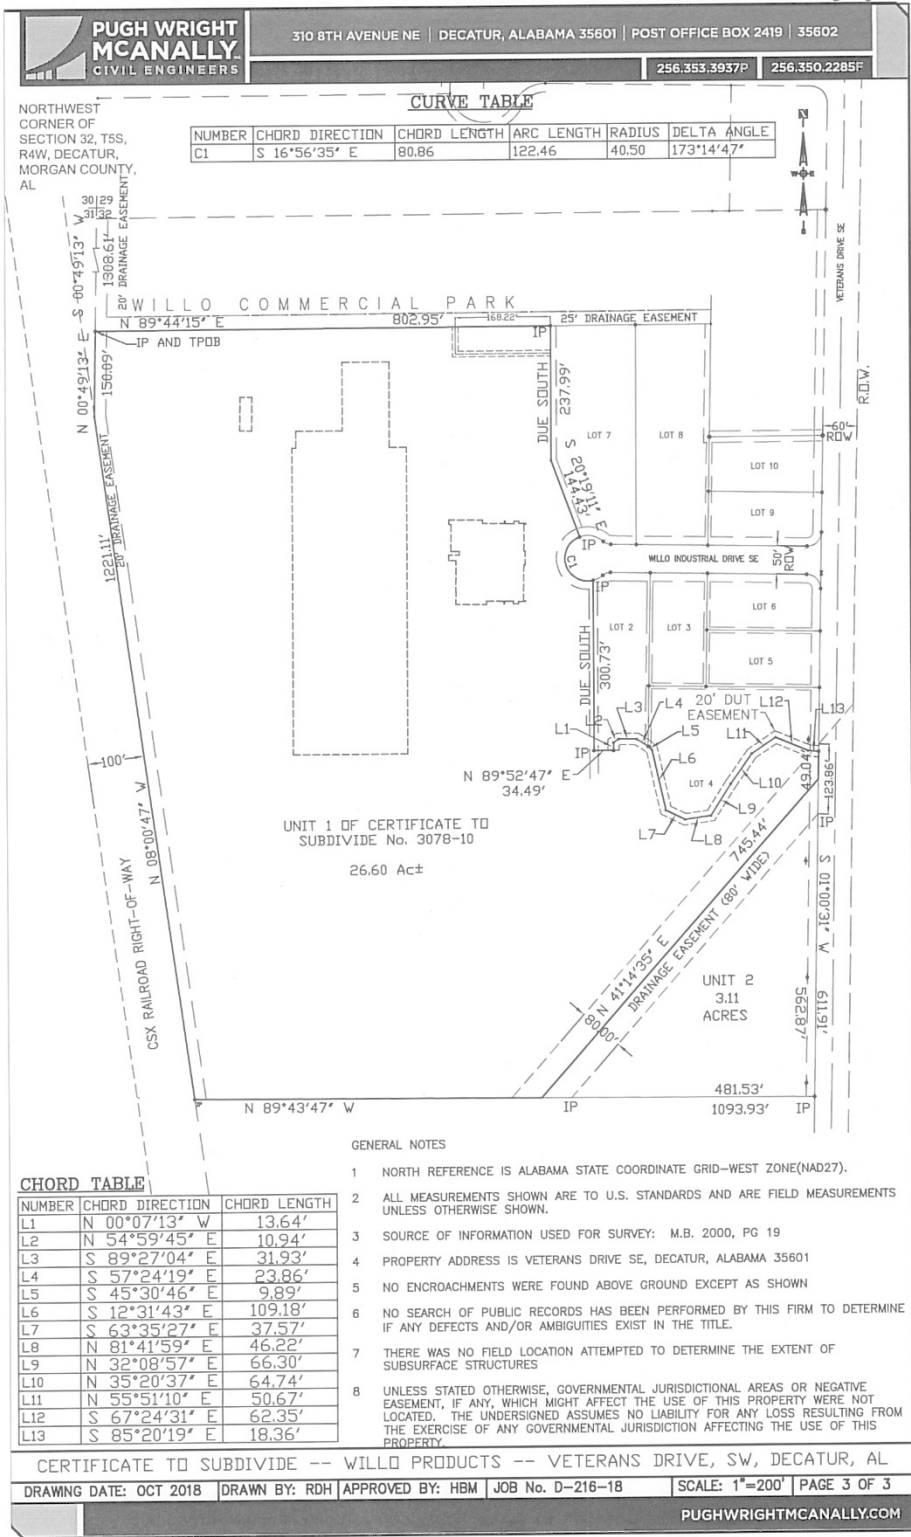 PUGH WRIGHT
MCANALLY
CIVIL ENGINEERS
310 8TH AVENUE NE | DECATUR, ALABAMA 35601 | POST OFFICE BOX 2419 | 35602
256.353.3937P
256.350.2285F
NORTHWEST
CORNER OF
SECTION 32, T5S,
R4W, DECATUR,
MORGAN COUNTY,
AL
CURVE TABLE
NUMBER CHORD DIRECTION CHORD LENGTH ARC LENGTH RADIUS DELTA ANGLE
C1 S 16°56'35" E 80.86 122.46 40.50 173°14'47"
N
W E
30 29
31 32
S 00°49'13" W
1308.61'
20' DRAINAGE EASEMENT
VETERANS DRIVE SE
R.O.W.
WILLO COMMERCIAL PARK
N 89°44'15" E
802.95'
168.22'
25' DRAINAGE EASEMENT
IP
IP AND TPOB
N 00°49'13" E
150.09'
DUE SOUTH
237.99'
LOT 7
LOT 8
60'
ROW
LOT 10
LOT 9
S 20°19'11" E
144.43'
1221.11'
20' DRAINAGE EASEMENT
IP
C1
WILLO INDUSTRIAL DRIVE SE
50'
ROW
IP
LOT 2
LOT 3
LOT 6
LOT 5
DUE SOUTH
300.73'
20' DUT
EASEMENT
L1
L2
L3
L4
L5
L6
L7
L8
L9
L10
L11
L12
L13
LOT 4
IP
N 89°52'47" E
34.49'
49.04'
123.86'
IP
100'
N 08°00'47" W
CSX RAILROAD RIGHT-OF-WAY
UNIT 1 OF CERTIFICATE TO
SUBDIVIDE No. 3078-10
26.60 Ac±
745.44'
N 41°14'35" E
DRAINAGE EASEMENT (80' WIDE)
80.00'
S 01°00'31" W
UNIT 2
3.11
ACRES
562.87'
611.91'
N 89°43'47" W
IP
481.53'
1093.93'
IP
CHORD TABLE
NUMBER CHORD DIRECTION CHORD LENGTH
L1 N 00°07'13" W 13.64'
L2 N 54°59'45" E 10.94'
L3 S 89°27'04" E 31.93'
L4 S 57°24'19" E 23.86'
L5 S 45°30'46" E 9.89'
L6 S 12°31'43" E 109.18'
L7 S 63°35'27" E 37.57'
L8 N 81°41'59" E 46.22'
L9 N 32°08'57" E 66.30'
L10 N 35°20'37" E 64.74'
L11 N 55°51'10" E 50.67'
L12 S 67°24'31" E 62.35'
L13 S 85°20'19" E 18.36'
GENERAL NOTES
1 NORTH REFERENCE IS ALABAMA STATE COORDINATE GRID-WEST ZONE(NAD27).
2 ALL MEASUREMENTS SHOWN ARE TO U.S. STANDARDS AND ARE FIELD MEASUREMENTS
UNLESS OTHERWISE SHOWN.
3 SOURCE OF INFORMATION USED FOR SURVEY: M.B. 2000, PG 19
4 PROPERTY ADDRESS IS VETERANS DRIVE SE, DECATUR, ALABAMA 35601
5 NO ENCROACHMENTS WERE FOUND ABOVE GROUND EXCEPT AS SHOWN
6 NO SEARCH OF PUBLIC RECORDS HAS BEEN PERFORMED BY THIS FIRM TO DETERMINE
IF ANY DEFECTS AND/OR AMBIGUITIES EXIST IN THE TITLE.
7 THERE WAS NO FIELD LOCATION ATTEMPTED TO DETERMINE THE EXTENT OF
SUBSURFACE STRUCTURES
8 UNLESS STATED OTHERWISE, GOVERNMENTAL JURISDICTIONAL AREAS OR NEGATIVE
EASEMENT, IF ANY, WHICH MIGHT AFFECT THE USE OF THIS PROPERTY WERE NOT
LOCATED. THE UNDERSIGNED ASSUMES NO LIABILITY FOR ANY LOSS RESULTING FROM
THE EXERCISE OF ANY GOVERNMENTAL JURISDICTION AFFECTING THE USE OF THIS
PROPERTY.
CERTIFICATE TO SUBDIVIDE -- WILLO PRODUCTS -- VETERANS DRIVE, SW, DECATUR, AL
DRAWING DATE: OCT 2018 DRAWN BY: RDH APPROVED BY: HBM JOB No. D-216-18 SCALE: 1"=200' PAGE 3 OF 3
PUGHWRIGHTMCANALLY.COM